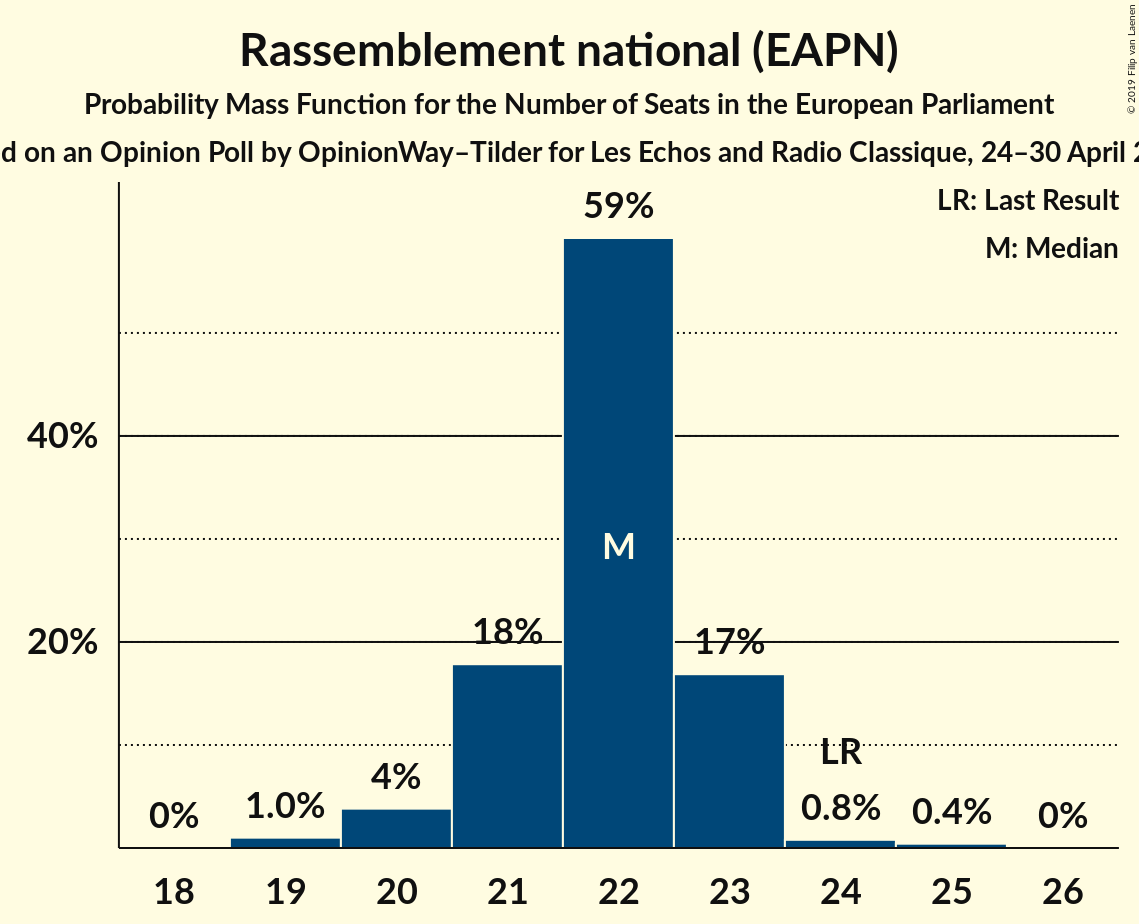 Rassemblement national (EAPN)
Probability Mass Function for the Number of Seats in the European Parliament
d on an Opinion Poll by OpinionWay–Tilder for Les Echos and Radio Classique, 24–30 April 2
© 2019 Filip van Laenen
LR: Last Result
M: Median
59%
40%
M
18%
20%
17%
LR
4%
0%
1.0%
0.8%
0.4%
0%
18 19 20 21 22 23 24 25 26